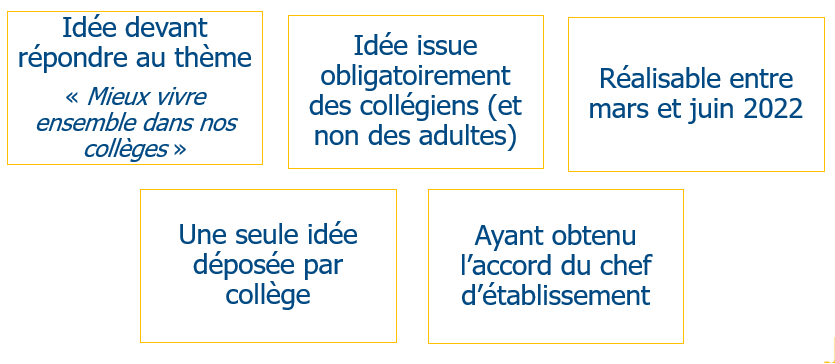 Idée devant
répondre au thème
« Mieux vivre
ensemble dans nos
collèges »
Idée issue
obligatoirement
des collégiens (et
non des adultes)
Réalisable entre
mars et juin 2022
Une seule idée
déposée par
collège
Ayant obtenu
l’accord du chef
d’établissement